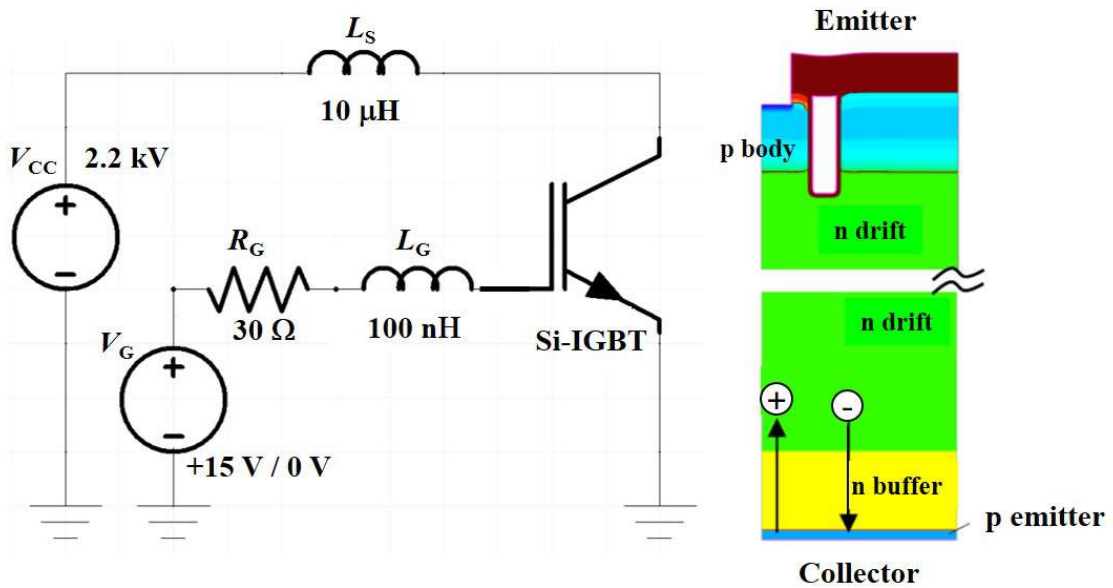 L_S
10 μH
V_CC 2.2 kV
R_G
30 Ω
L_G
100 nH
V_G
+15 V / 0 V
Si-IGBT
Emitter
p body
n drift
n drift
+
-
n buffer
p emitter
Collector